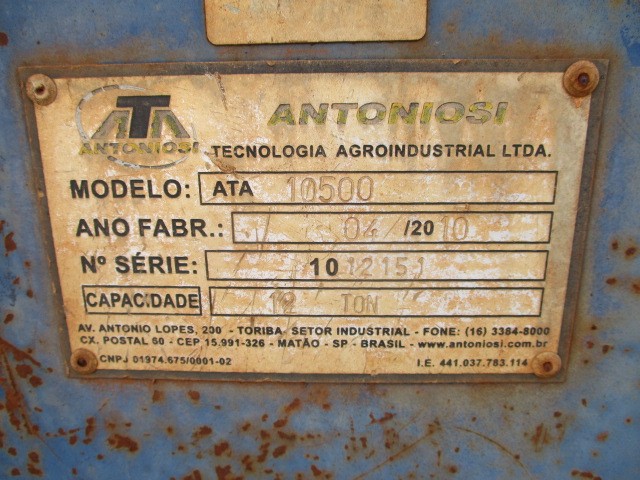 ATA
ANTONIOSI
ANTONIOSI
TECNOLOGIA AGROINDUSTRIAL LTDA.
MODELO: ATA 10500
ANO FABR.: 04 /2010
Nº SÉRIE: 1012151
CAPACIDADE 12 TON
AV. ANTONIO LOPES, 200 - TORIBA SETOR INDUSTRIAL - FONE: (16) 3384-8000
CX. POSTAL 60 - CEP 15.991-326 - MATÃO - SP - BRASIL - www.antoniosi.com.br
CNPJ 01974.675/0001-02 I.E. 441.037.783.114